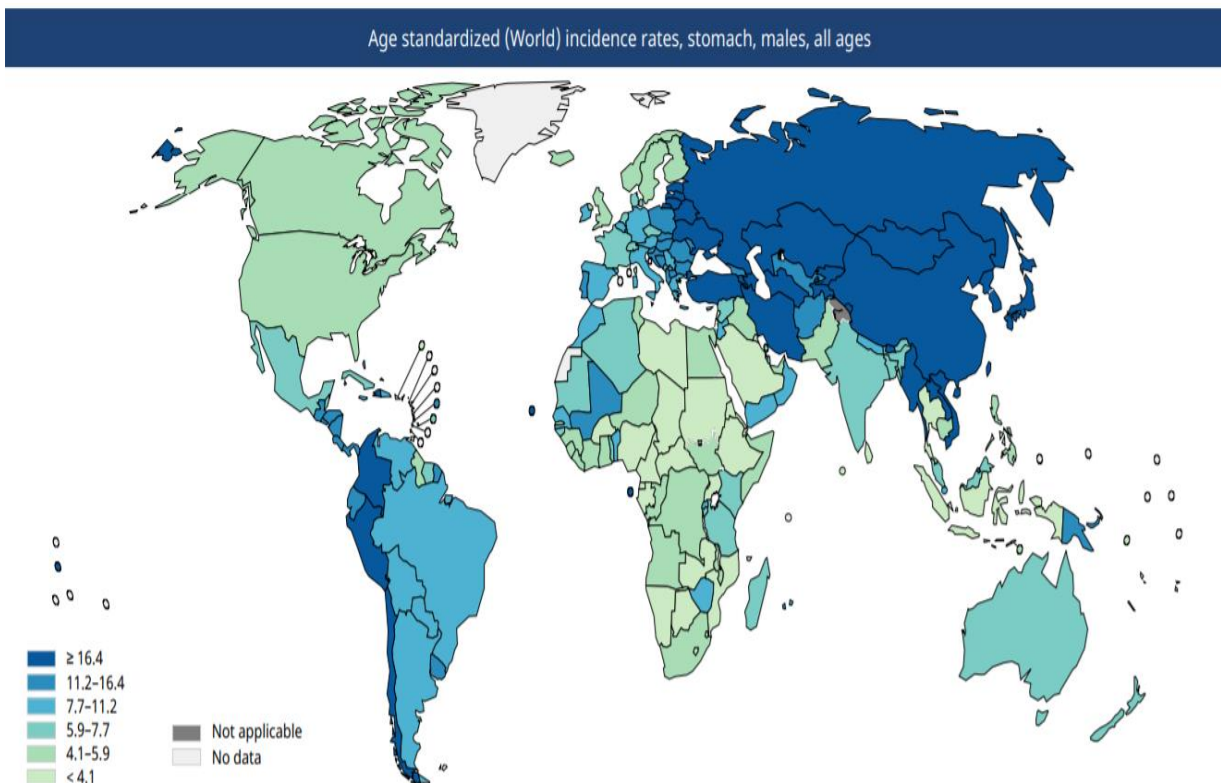 Age standardized (World) incidence rates, stomach, males, all ages
≥ 16.4
11.2–16.4
7.7–11.2
5.9–7.7
4.1–5.9
< 4.1
Not applicable
No data